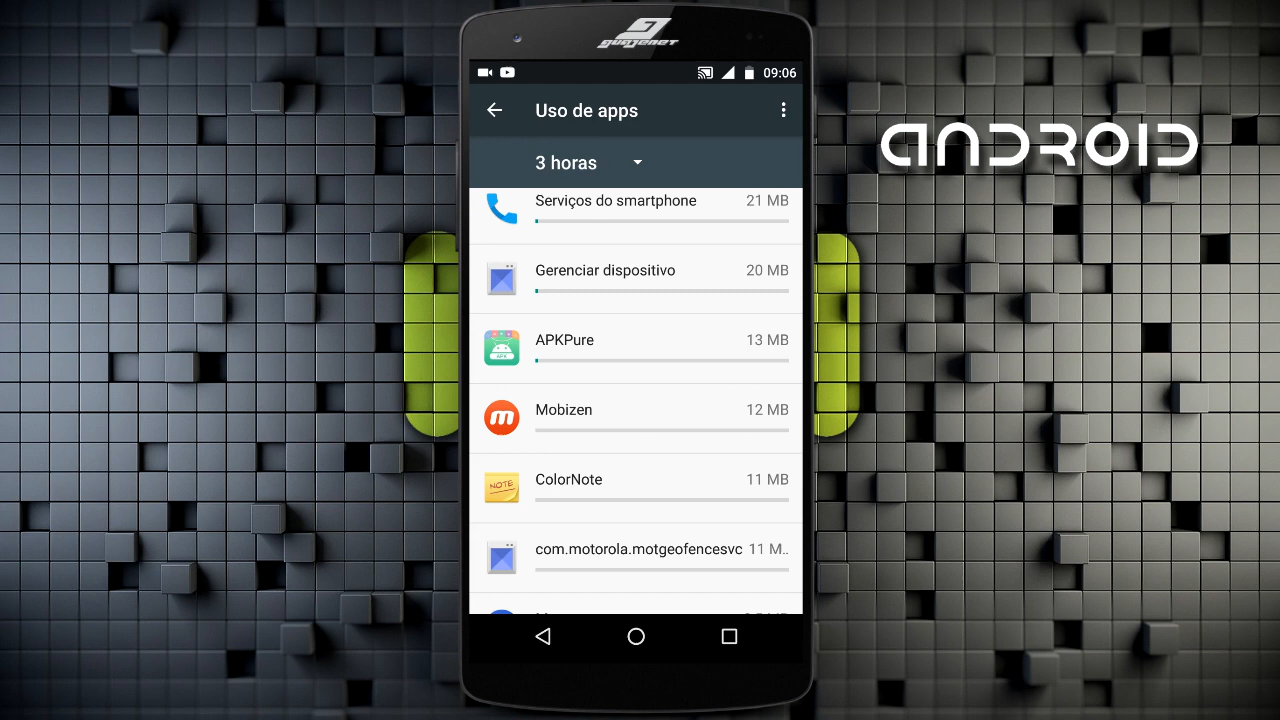 guajenet
09:06
Uso de apps
3 horas
Serviços do smartphone 21 MB
Gerenciar dispositivo 20 MB
APKPure 13 MB
APK
Mobizen 12 MB
m
ColorNote 11 MB
NOTE
com.motorola.motgeofencesvc 11 M..
ANDROID